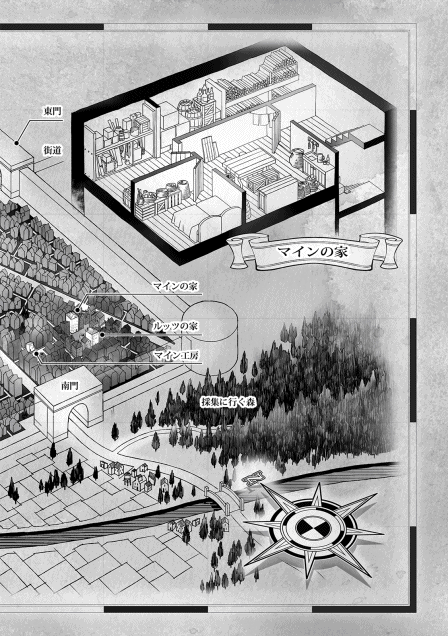 東門
街道
マインの家
マインの家
ルッツの家
マイン工房
南門
採集に行く森